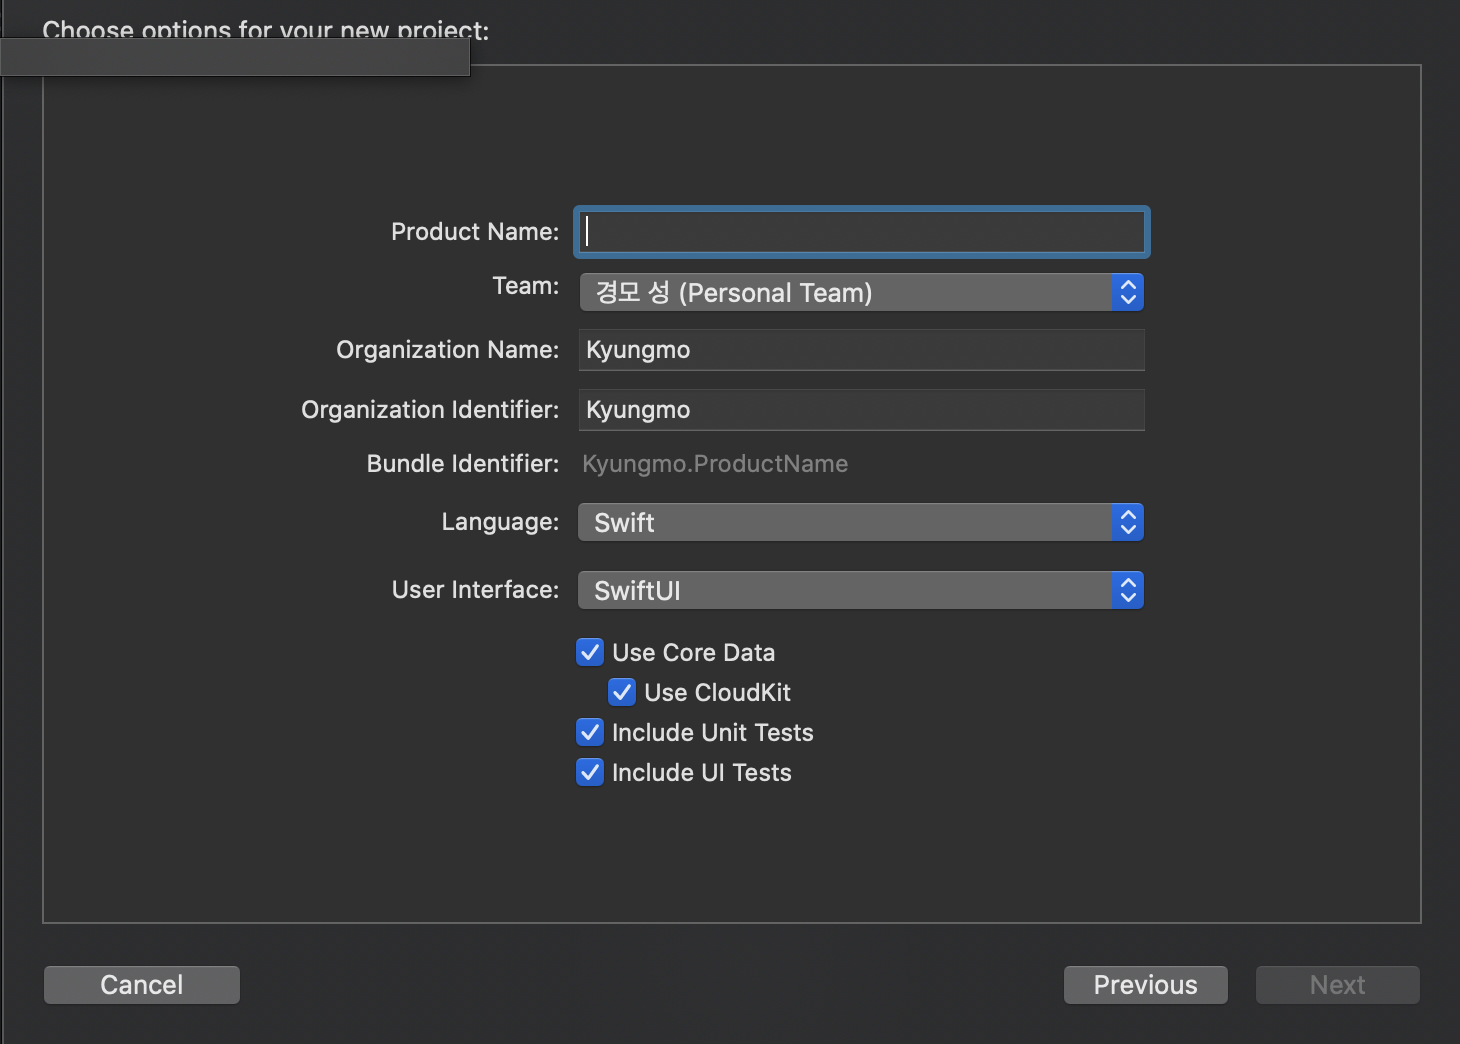 Choose options for your new project:
Product Name:
Team: 경모 성 (Personal Team)
Organization Name: Kyungmo
Organization Identifier: Kyungmo
Bundle Identifier: Kyungmo.ProductName
Language: Swift
User Interface: SwiftUI
Use Core Data
Use CloudKit
Include Unit Tests
Include UI Tests
Cancel Previous Next